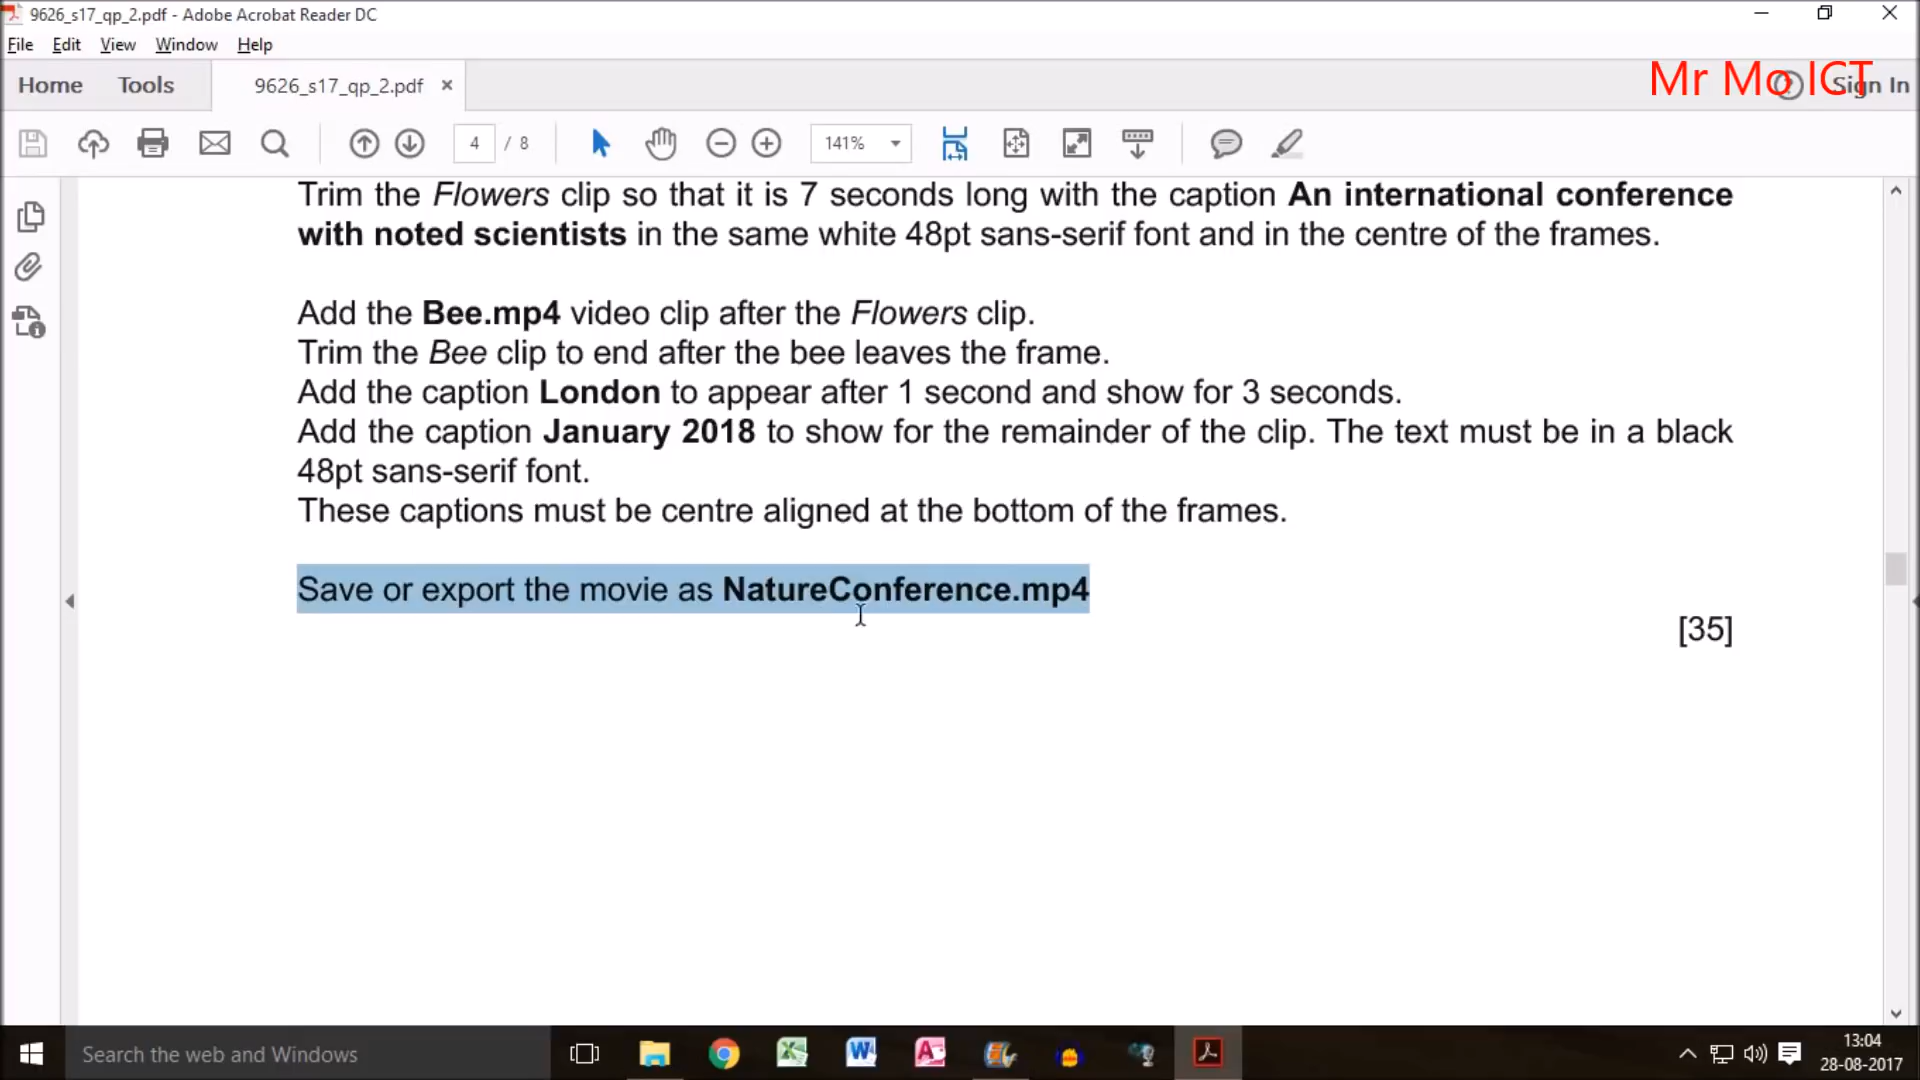 9626_s17_qp_2.pdf - Adobe Acrobat Reader DC
File Edit View Window Help
Home Tools 9626_s17_qp_2.pdf × Mr Mo ICT Sign In
4 / 8 141%
Trim the Flowers clip so that it is 7 seconds long with the caption An international conference
with noted scientists in the same white 48pt sans-serif font and in the centre of the frames.
Add the Bee.mp4 video clip after the Flowers clip.
Trim the Bee clip to end after the bee leaves the frame.
Add the caption London to appear after 1 second and show for 3 seconds.
Add the caption January 2018 to show for the remainder of the clip. The text must be in a black
48pt sans-serif font.
These captions must be centre aligned at the bottom of the frames.
Save or export the movie as NatureConference.mp4
[35]
Search the web and Windows
13:04
28-08-2017